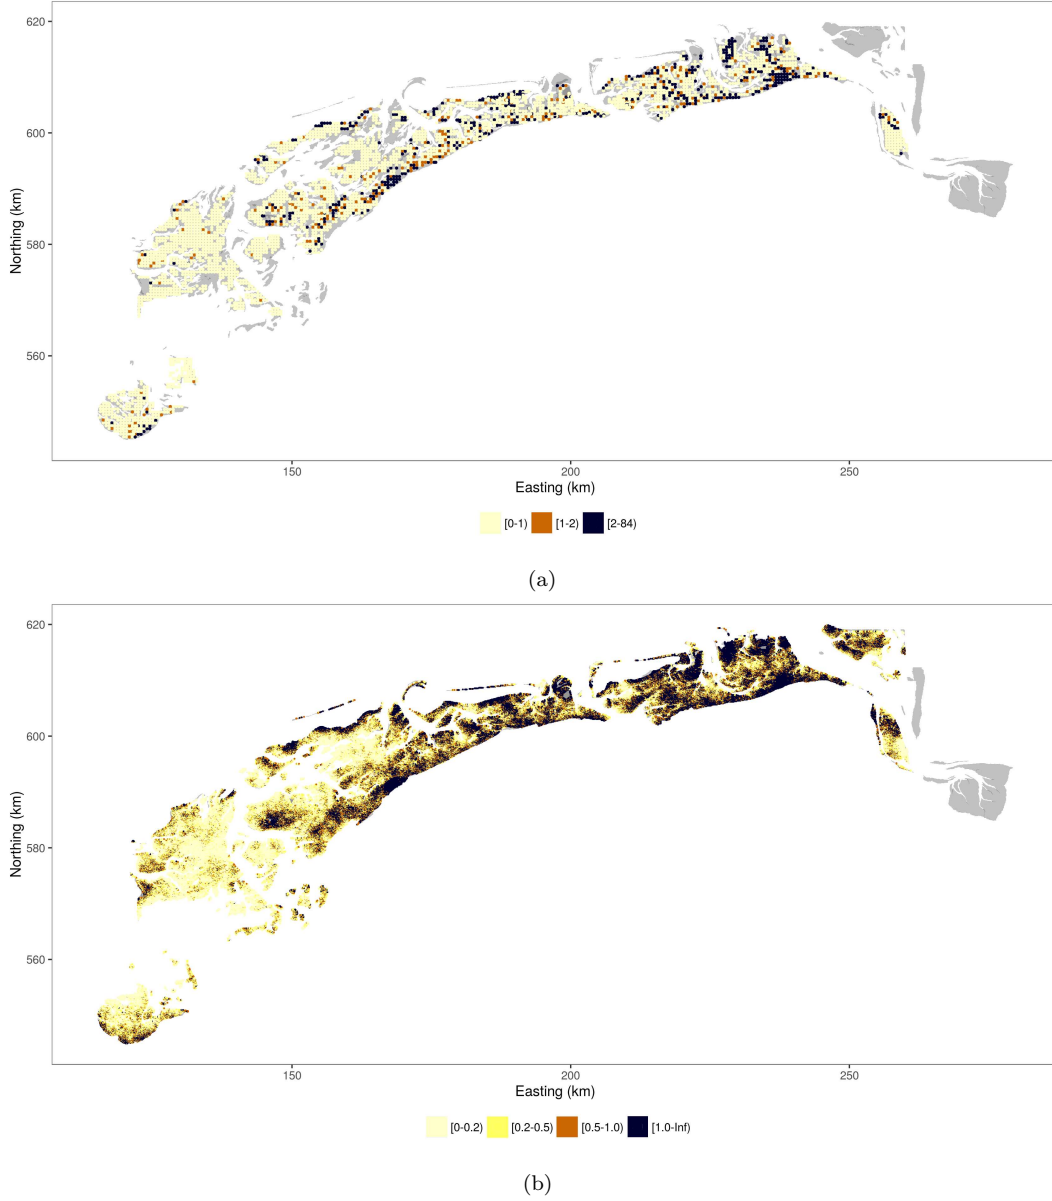 620
600
580
560
Northing (km)
150 200 250
Easting (km)
[0-1) [1-2) [2-84)
(a)
620
600
580
560
Northing (km)
150 200 250
Easting (km)
[0-0.2) [0.2-0.5) [0.5-1.0) [1.0-Inf)
(b)